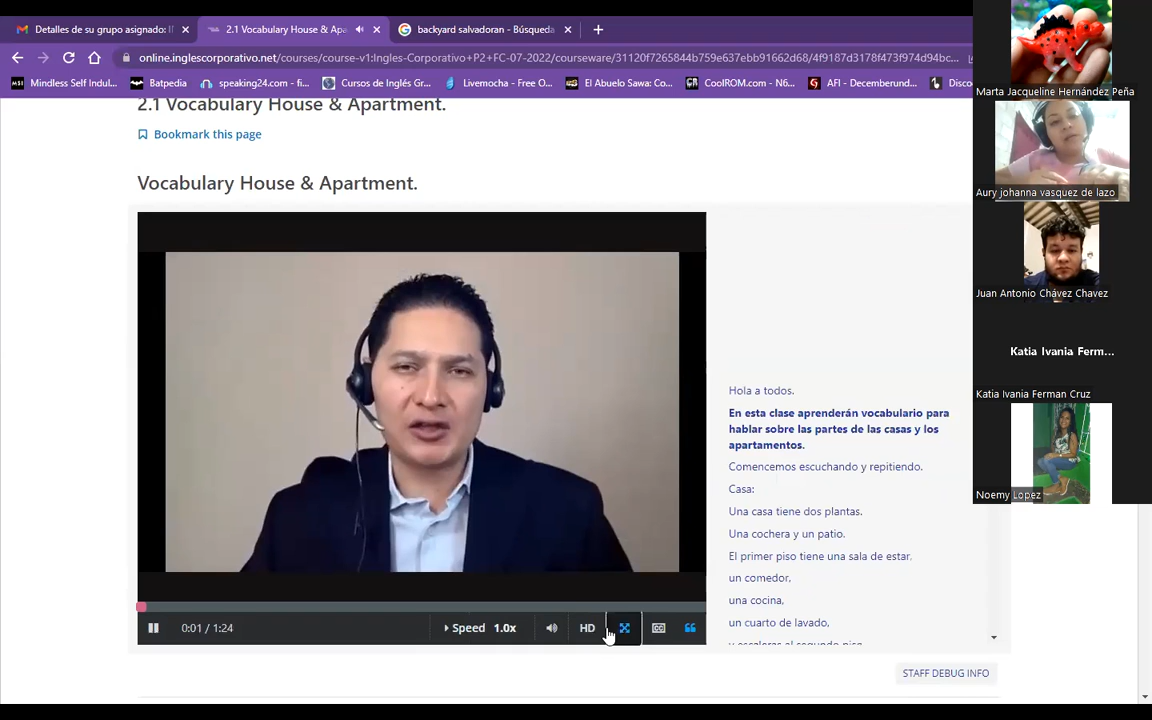 Detalles de su grupo asignado: I
2.1 Vocabulary House & Apa
backyard salvadoran - Búsqueda
online.inglescorporativo.net/courses/course-v1:Ingles-Corporativo+P2+FC-07-2022/courseware/31120f7265844b759e637ebb91662d68/4f9187d3178f473f974d94bc...
Mindless Self Indul...
Batpedia
speaking24.com - fi...
Cursos de Inglés Gr...
Livemocha - Free O...
El Abuelo Sawa: Co...
CoolROM.com - N6...
AFI - Decemberund...
Disco
2.1 Vocabulary House & Apartment.
Bookmark this page
Vocabulary House & Apartment.
Hola a todos.
En esta clase aprenderán vocabulario para
hablar sobre las partes de las casas y los
apartamentos.
Comencemos escuchando y repitiendo.
Casa:
Una casa tiene dos plantas.
Una cochera y un patio.
El primer piso tiene una sala de estar.
un comedor,
una cocina,
un cuarto de lavado,
y escaleras al segundo piso
0:01 / 1:24
Speed 1.0x
HD
CC
STAFF DEBUG INFO
Marta Jacqueline Hernández Peña
Aury johanna vasquez de lazo
Juan Antonio Chávez Chavez
Katia Ivania Ferm...
Katia Ivania Ferman Cruz
Noemy Lopez